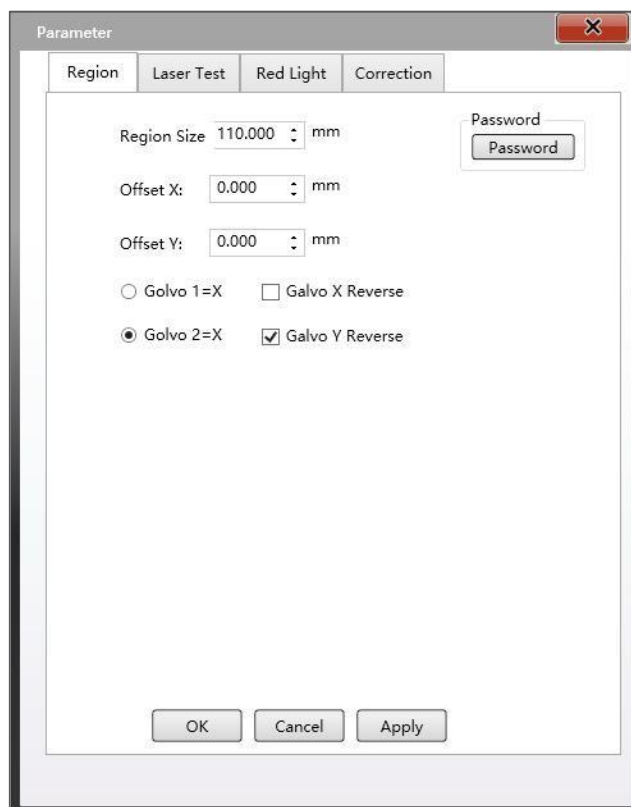 Parameter
Region Laser Test Red Light Correction
Region Size 110.000 mm
Password
Password
Offset X: 0.000 mm
Offset Y: 0.000 mm
Golvo 1=X Galvo X Reverse
Golvo 2=X Galvo Y Reverse
OK Cancel Apply